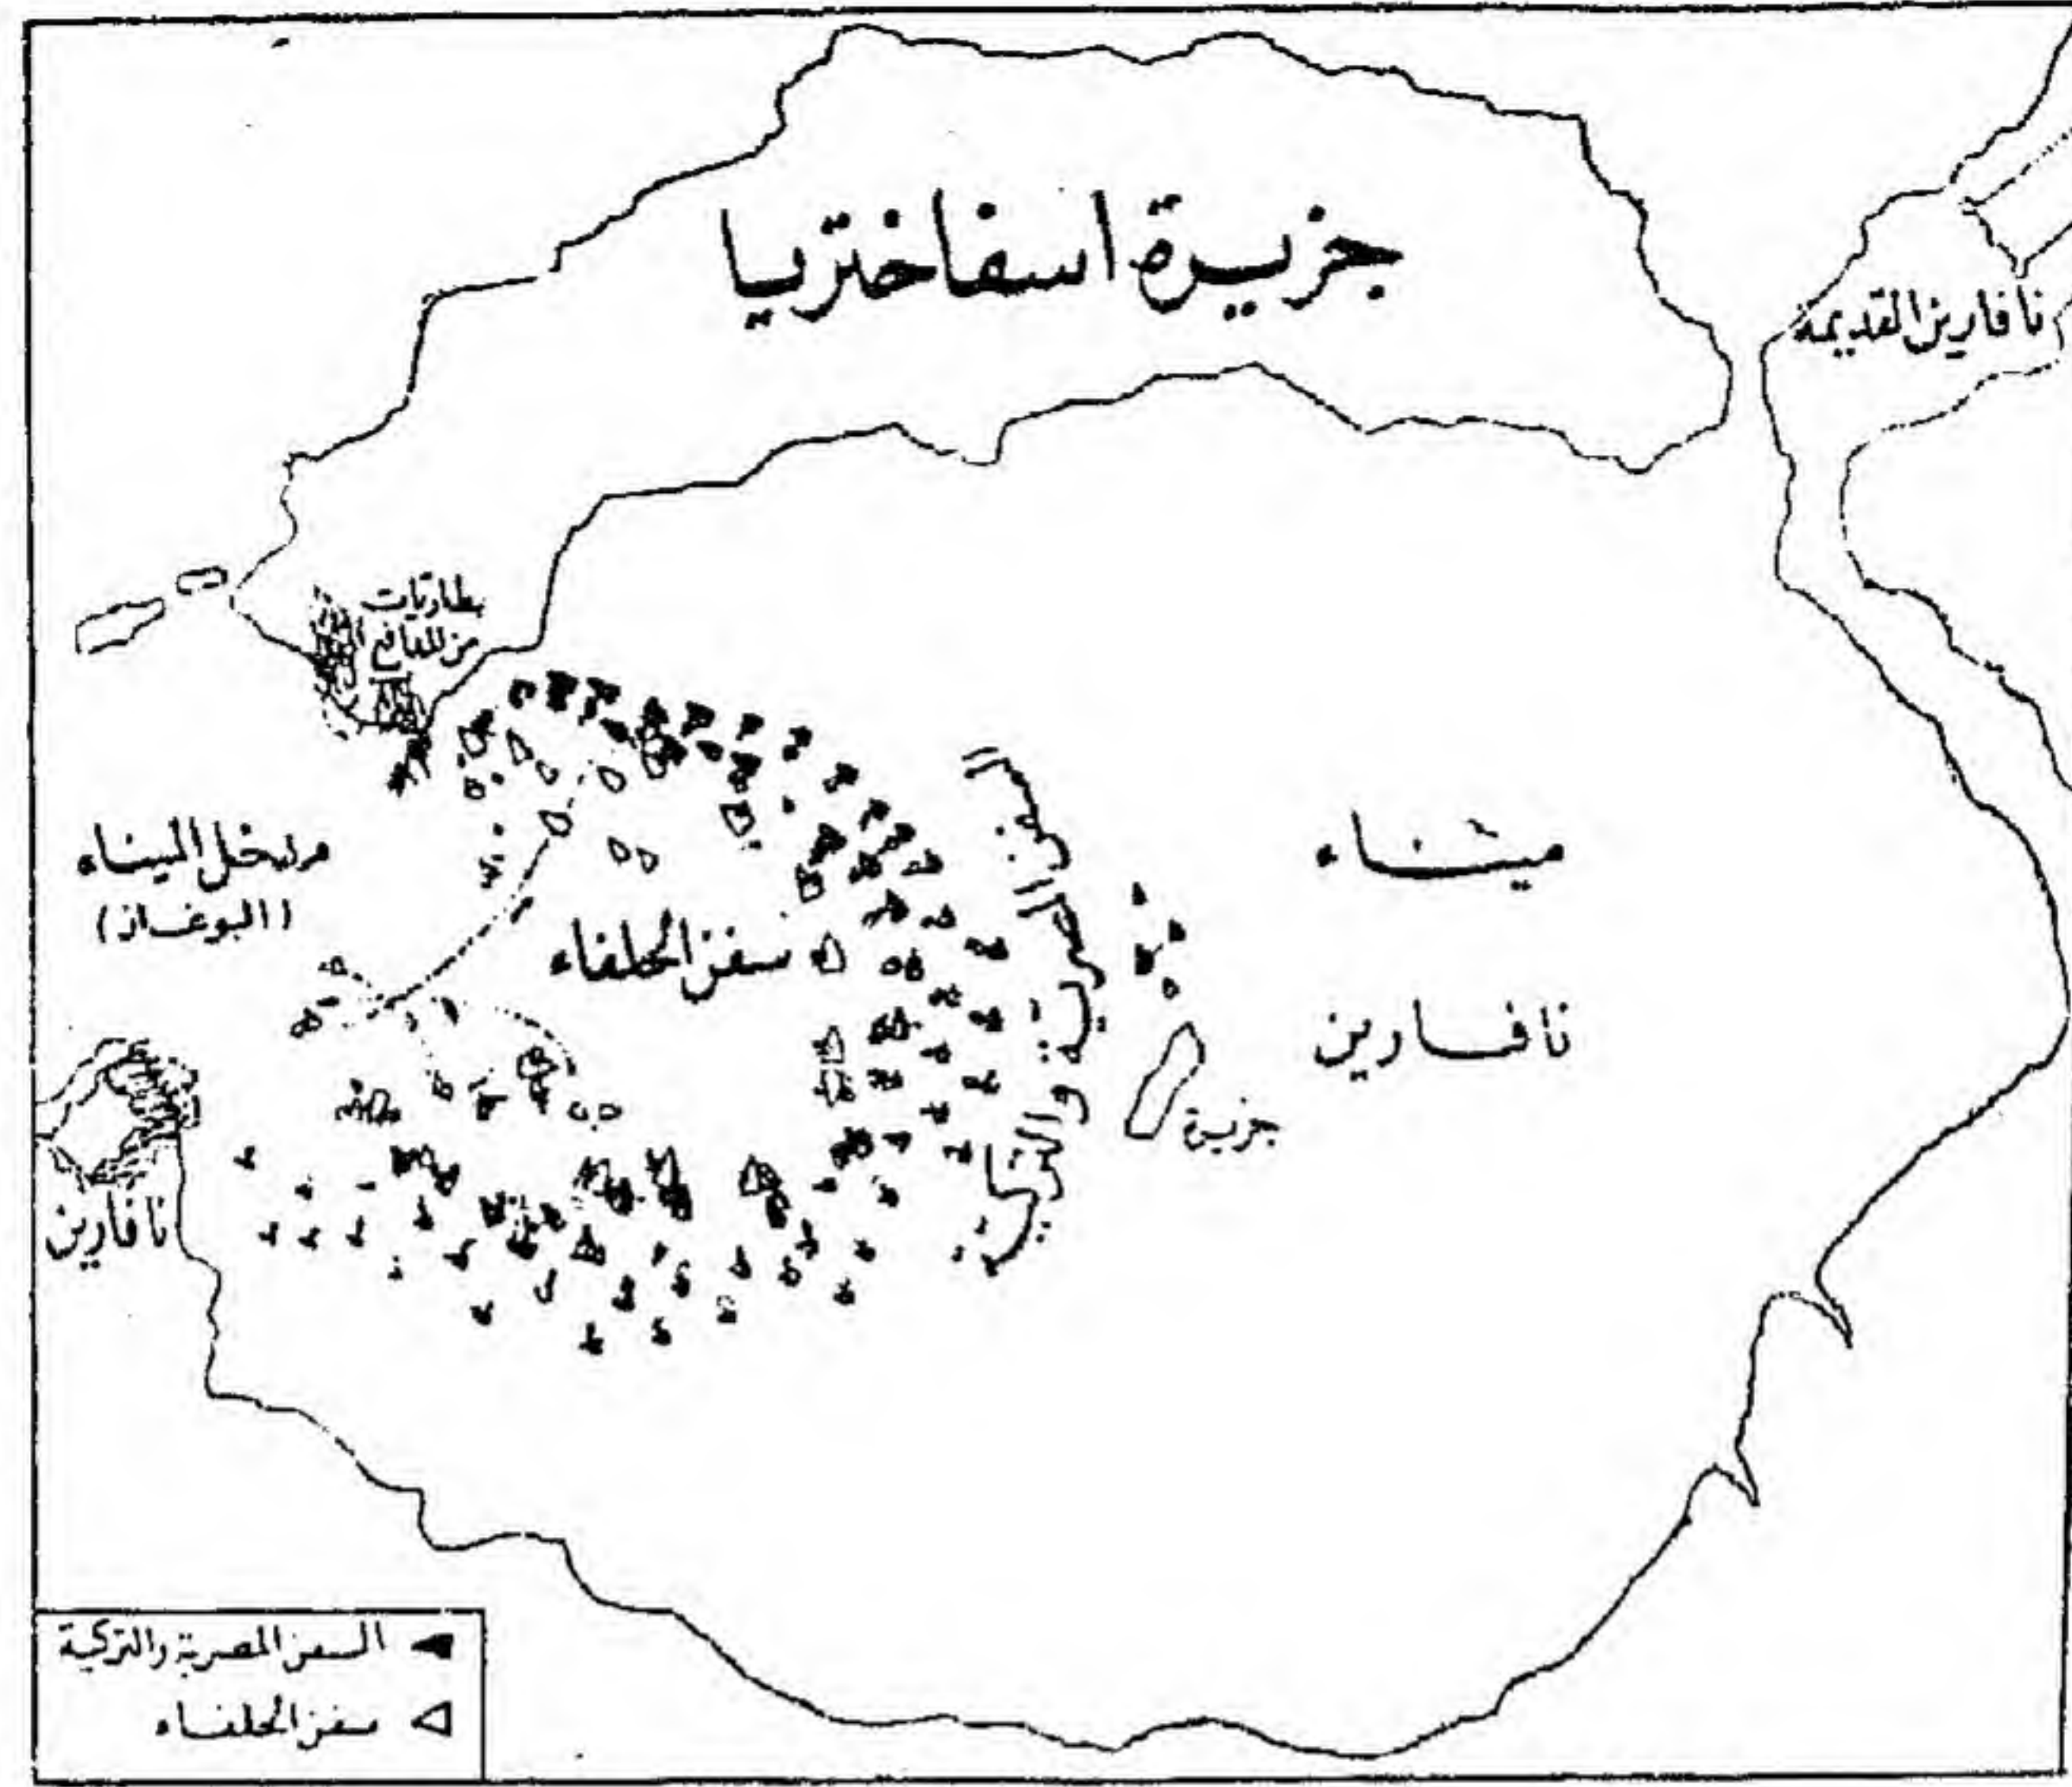 جزيرة اسفاختريا
نافارين القديمة
بطاريات
من المدافع
مدخل الميناء
(البوغاز)
سفن الحلفاء
السفن المصرية والتركية
ميناء
نافارين
جزيرة
نافارين
السفن المصرية والتركية
سفن الحلفاء